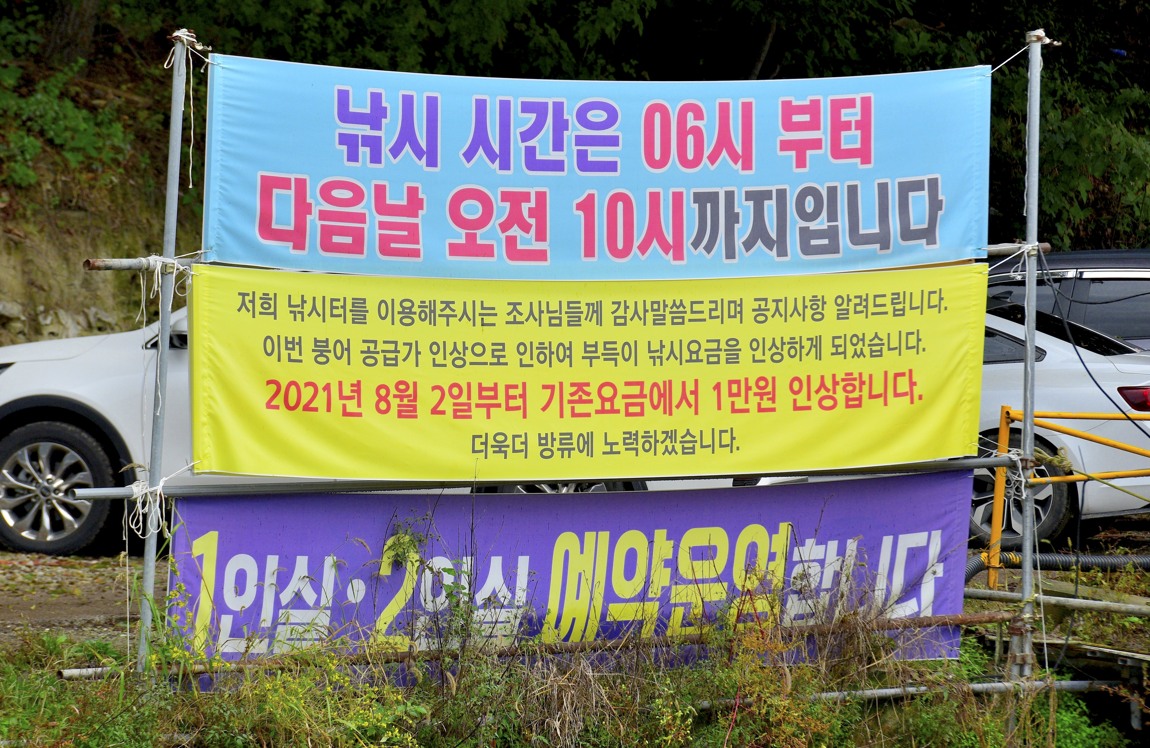 낚시 시간은 06시 부터
다음날 오전 10시까지입니다
저희 낚시터를 이용해주시는 조사님들께 감사말씀드리며 공지사항 알려드립니다.
이번 붕어 공급가 인상으로 인하여 부득이 낚시요금을 인상하게 되었습니다.
2021년 8월 2일부터 기존요금에서 1만원 인상합니다.
더욱더 방류에 노력하겠습니다.
1인실·2인실 예약운영합니다